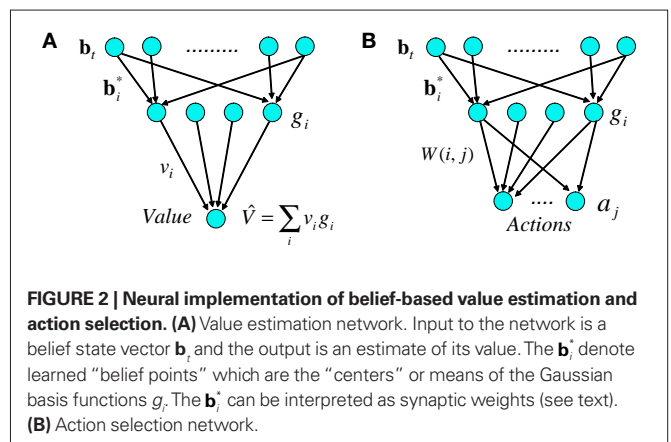 A
B
b_t .........
b_t .........
b_i^*
b_i^*
g_i
g_i
v_i
W(i, j)
Value V̂ = ∑_i v_i g_i
.... a_j
Actions
FIGURE 2 | Neural implementation of belief-based value estimation and
action selection. (A) Value estimation network. Input to the network is a
belief state vector b_t and the output is an estimate of its value. The b_i^* denote
learned “belief points” which are the “centers” or means of the Gaussian
basis functions g_i. The b_i^* can be interpreted as synaptic weights (see text).
(B) Action selection network.